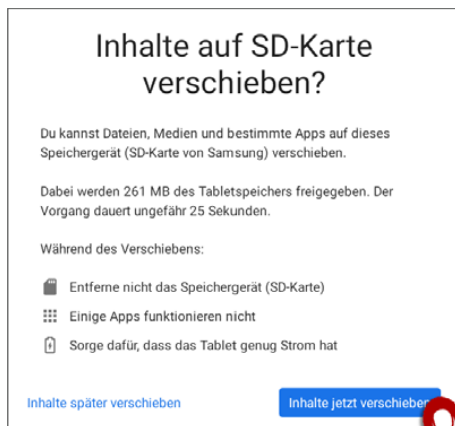 Inhalte auf SD-Karte
verschieben?
Du kannst Dateien, Medien und bestimmte Apps auf dieses
Speichergerät (SD-Karte von Samsung) verschieben.
Dabei werden 261 MB des Tabletspeichers freigegeben. Der
Vorgang dauert ungefähr 25 Sekunden.
Während des Verschiebens:
Entferne nicht das Speichergerät (SD-Karte)
Einige Apps funktionieren nicht
Sorge dafür, dass das Tablet genug Strom hat
Inhalte später verschieben
Inhalte jetzt verschieben